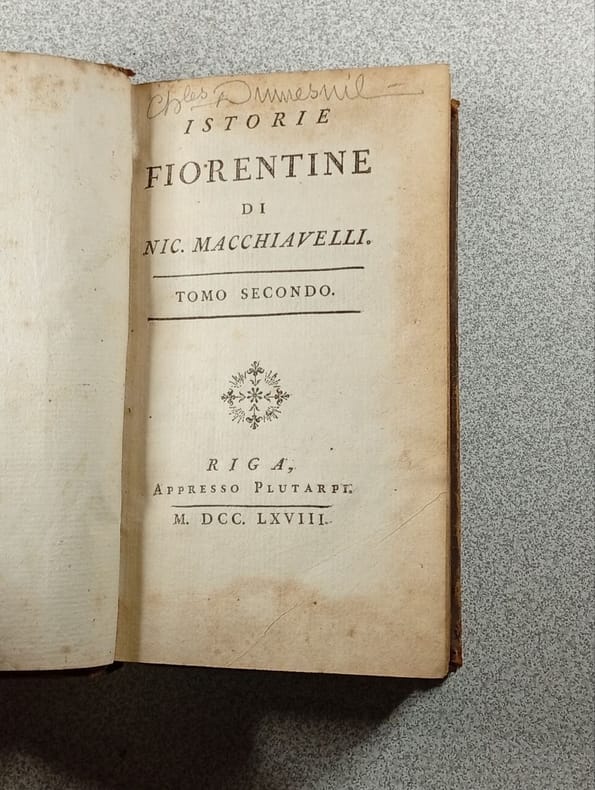 Chles Dumesnil
ISTORIE
FIORENTINE
DI
NIC. MACCHIAVELLI.
TOMO SECONDO.
RIGA,
APPRESSO PLUTARPI.
M. DCC. LXVIII.